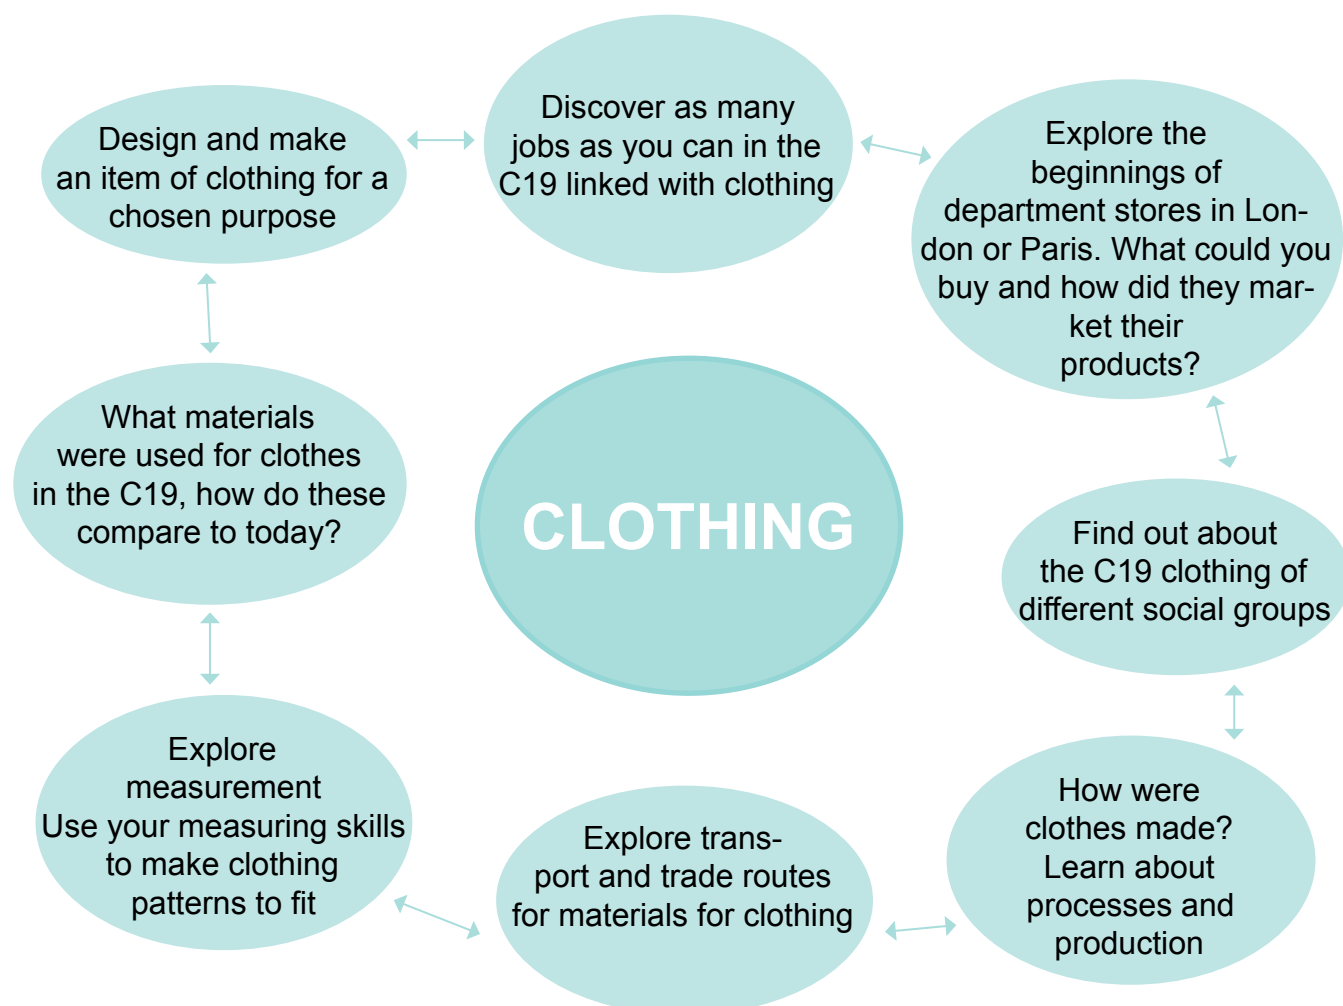 Discover as many
jobs as you can in the
C19 linked with clothing
Explore the
beginnings of
department stores in Lon-
don or Paris. What could you
buy and how did they mar-
ket their
products?
Find out about
the C19 clothing of
different social groups
How were
clothes made?
Learn about
processes and
production
Explore trans-
port and trade routes
for materials for clothing
Explore
measurement
Use your measuring skills
to make clothing
patterns to fit
What materials
were used for clothes
in the C19, how do these
compare to today?
Design and make
an item of clothing for a
chosen purpose
CLOTHING